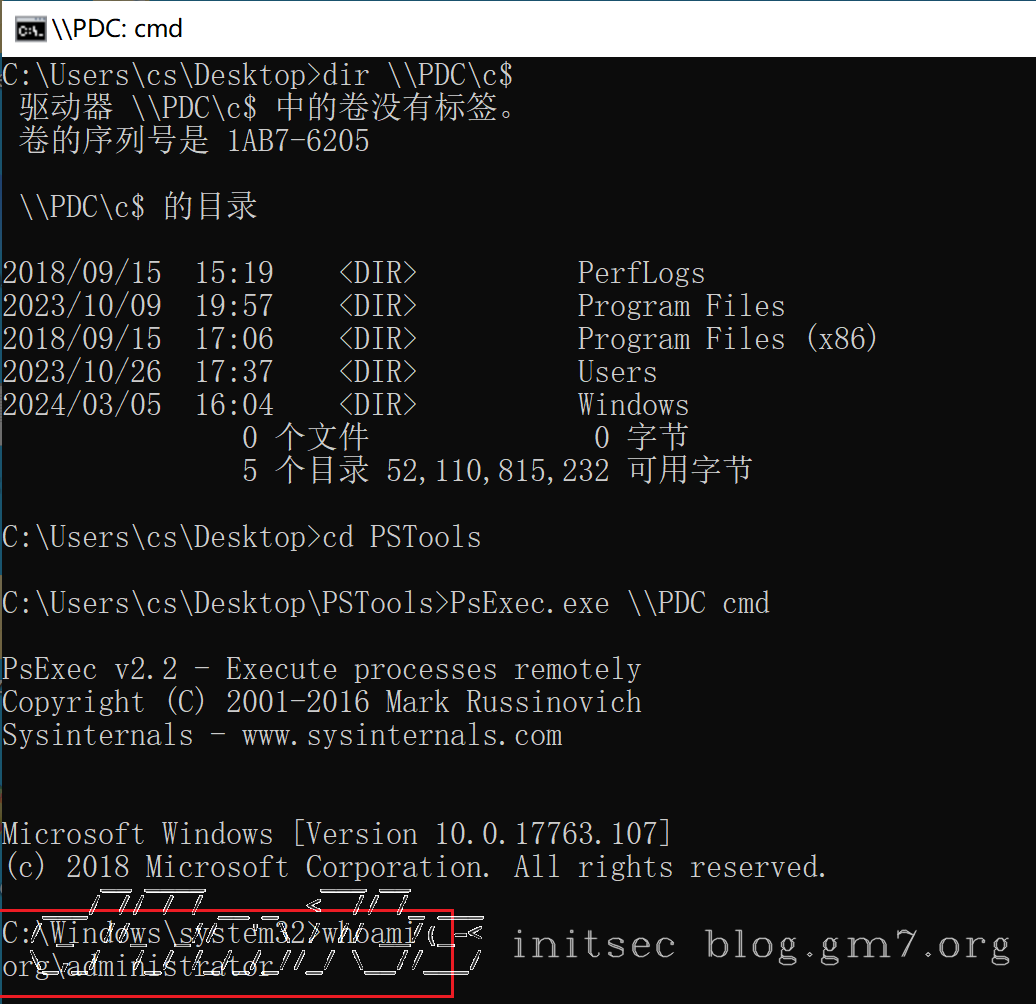 \\PDC: cmd
C:\Users\cs\Desktop>dir \\PDC\c$
驱动器 \\PDC\c$ 中的卷没有标签。
卷的序列号是 1AB7-6205
\\PDC\c$ 的目录
2018/09/15 15:19 <DIR> PerfLogs
2023/10/09 19:57 <DIR> Program Files
2018/09/15 17:06 <DIR> Program Files (x86)
2023/10/26 17:37 <DIR> Users
2024/03/05 16:04 <DIR> Windows
0 个文件 0 字节
5 个目录 52,110,815,232 可用字节
C:\Users\cs\Desktop>cd PSTools
C:\Users\cs\Desktop\PSTools>PsExec.exe \\PDC cmd
PsExec v2.2 - Execute processes remotely
Copyright (C) 2001-2016 Mark Russinovich
Sysinternals - www.sysinternals.com
Microsoft Windows [Version 10.0.17763.107]
(c) 2018 Microsoft Corporation. All rights reserved.
C:\Windows\system32>whoami
org\administrator
initsec blog.gm7.org